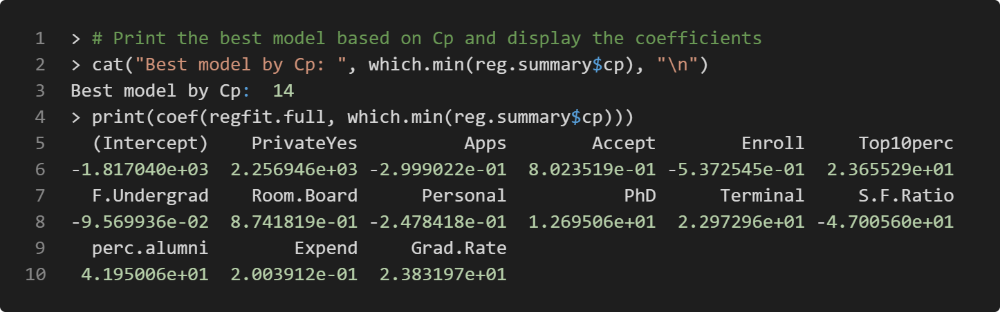 1 > # Print the best model based on Cp and display the coefficients
2 > cat("Best model by Cp: ", which.min(reg.summary$cp), "\n")
3 Best model by Cp:  14
4 > print(coef(regfit.full, which.min(reg.summary$cp)))
5   (Intercept)    PrivateYes          Apps        Accept        Enroll     Top10perc
6 -1.817040e+03  2.256946e+03 -2.999022e-01  8.023519e-01 -5.372545e-01  2.365529e+01
7   F.Undergrad    Room.Board      Personal           PhD      Terminal     S.F.Ratio
8 -9.569936e-02  8.741819e-01 -2.478418e-01  1.269506e+01  2.297296e+01 -4.700560e+01
9   perc.alumni        Expend     Grad.Rate
10  4.195006e+01  2.003912e-01  2.383197e+01